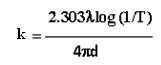 k = 2.303λlog (1/T) / 4πd